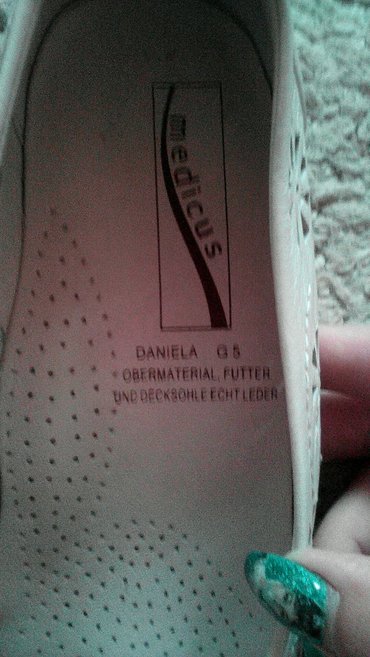 medicus
DANIELA G 5
OBERMATERIAL, FUTTER
UND DECKSOHLE ECHT LEDER